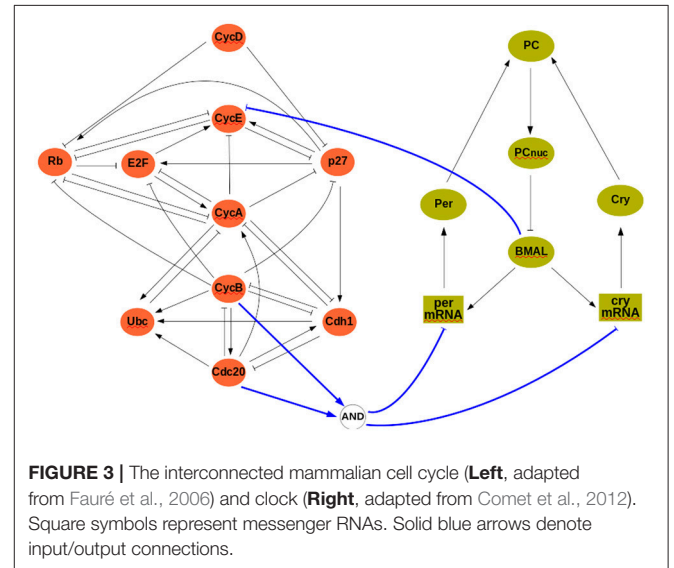 CycD
PC
CycE
Rb
E2F
p27
PCnuc
Per
Cry
CycA
BMAL
CycB
per
mRNA
cry
mRNA
Ubc
Cdh1
Cdc20
AND
FIGURE 3 | The interconnected mammalian cell cycle (Left, adapted
from Fauré et al., 2006) and clock (Right, adapted from Comet et al., 2012).
Square symbols represent messenger RNAs. Solid blue arrows denote
input/output connections.